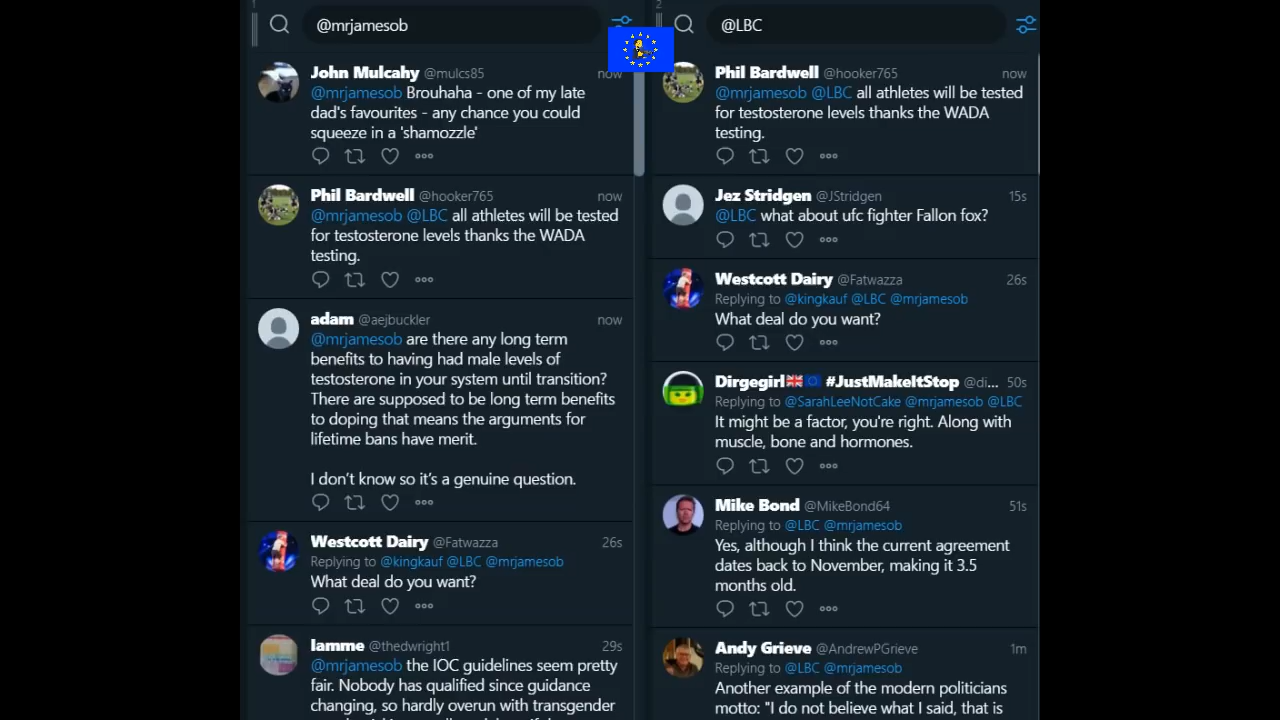 1
@mrjamesob
John Mulcahy @mulcs85 now
@mrjamesob Brouhaha - one of my late
dad's favourites - any chance you could
squeeze in a 'shamozzle'
Phil Bardwell @hooker765 now
@mrjamesob @LBC all athletes will be tested
for testosterone levels thanks the WADA
testing.
adam @aejbuckler now
@mrjamesob are there any long term
benefits to having had male levels of
testosterone in your system until transition?
There are supposed to be long term benefits
to doping that means the arguments for
lifetime bans have merit.
I don't know so it's a genuine question.
Westcott Dairy @Fatwazza 26s
Replying to @kingkauf @LBC @mrjamesob
What deal do you want?
lamme @thedwright1 29s
@mrjamesob the IOC guidelines seem pretty
fair. Nobody has qualified since guidance
changing, so hardly overun with transgender
2
@LBC
Phil Bardwell @hooker765 now
@mrjamesob @LBC all athletes will be tested
for testosterone levels thanks the WADA
testing.
Jez Stridgen @JStridgen 15s
@LBC what about ufc fighter Fallon fox?
Westcott Dairy @Fatwazza 26s
Replying to @kingkauf @LBC @mrjamesob
What deal do you want?
Dirgegirl🇬🇧🇪🇺 #JustMakeItStop @di... 50s
Replying to @SarahLeeNotCake @mrjamesob @LBC
It might be a factor, you're right. Along with
muscle, bone and hormones.
Mike Bond @MikeBond64 51s
Replying to @LBC @mrjamesob
Yes, although I think the current agreement
dates back to November, making it 3.5
months old.
Andy Grieve @AndrewPGrieve 1m
Replying to @LBC @mrjamesob
Another example of the modern politicians
motto: "I do not believe what I said, that is